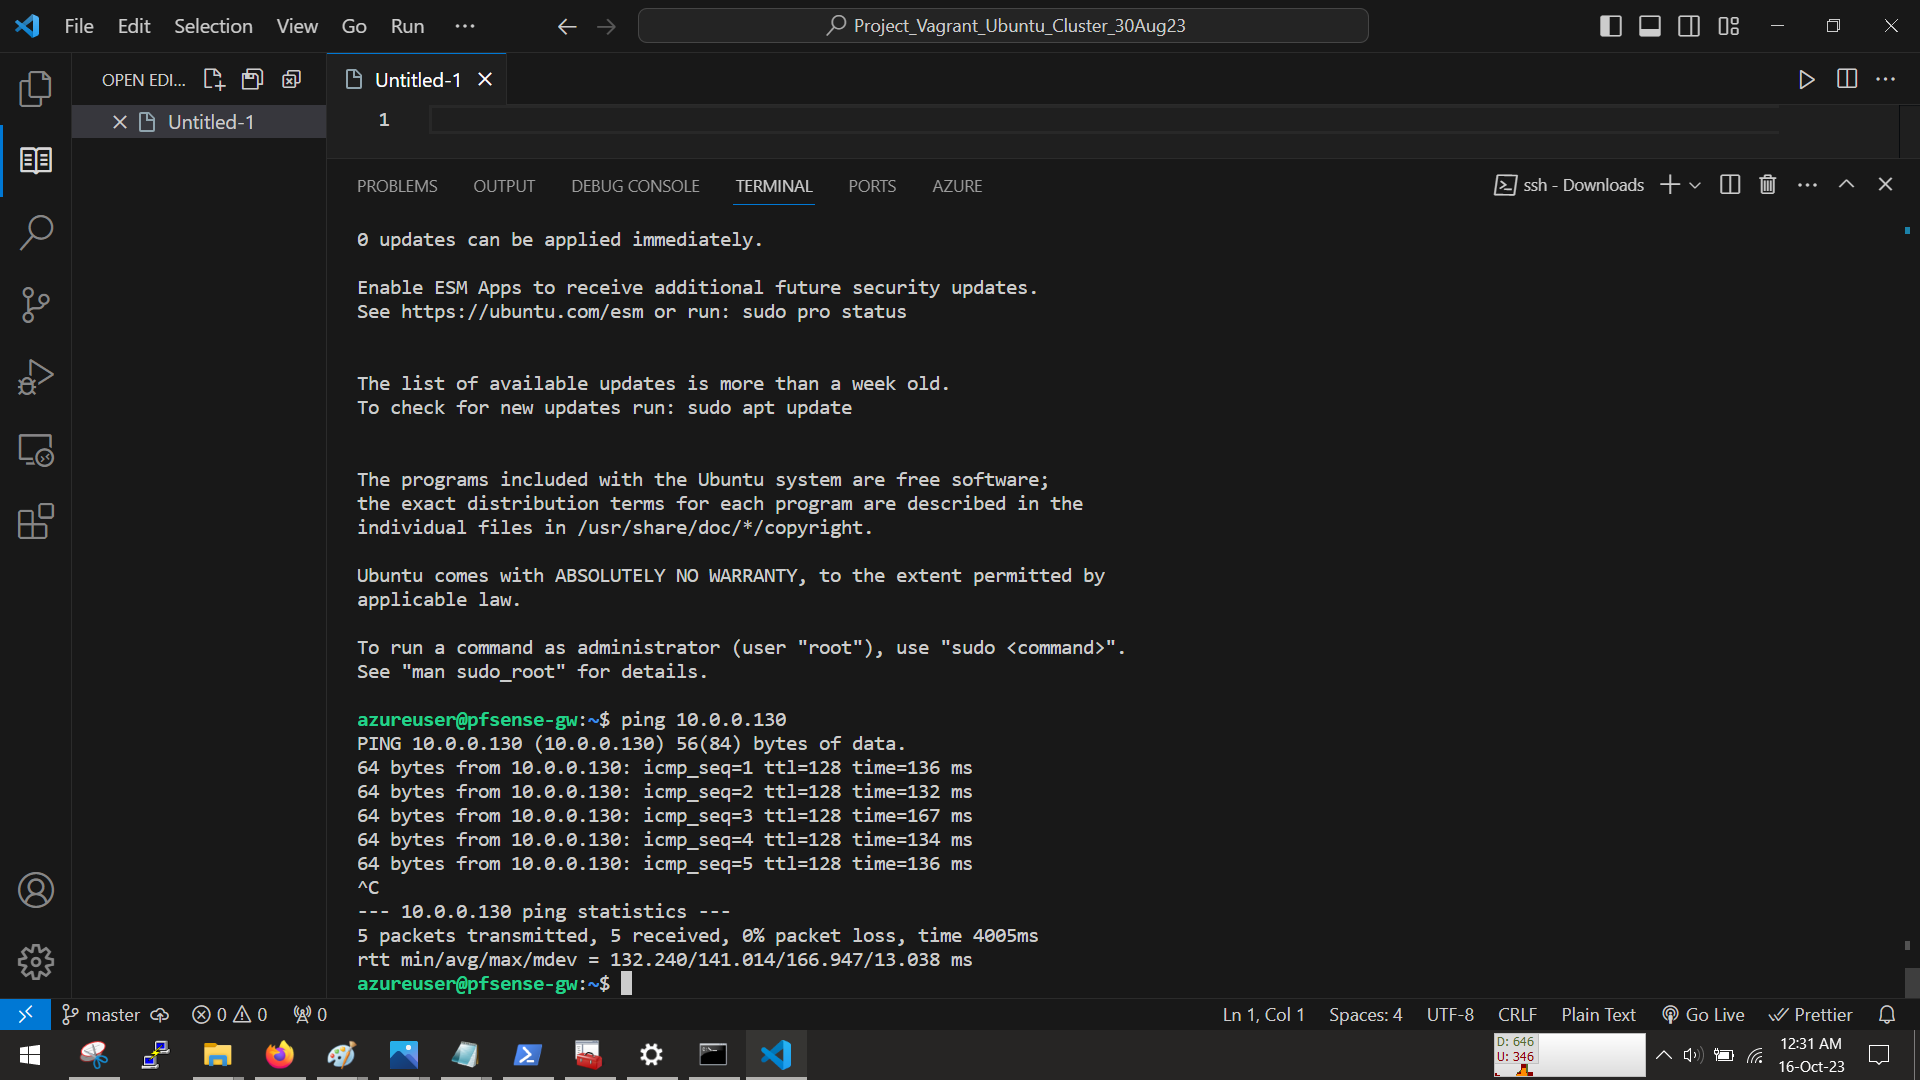 File Edit Selection View Go Run ···
Project_Vagrant_Ubuntu_Cluster_30Aug23
OPEN EDI...
Untitled-1
Untitled-1
1
PROBLEMS OUTPUT DEBUG CONSOLE TERMINAL PORTS AZURE
ssh - Downloads
0 updates can be applied immediately.
Enable ESM Apps to receive additional future security updates.
See https://ubuntu.com/esm or run: sudo pro status
The list of available updates is more than a week old.
To check for new updates run: sudo apt update
The programs included with the Ubuntu system are free software;
the exact distribution terms for each program are described in the
individual files in /usr/share/doc/*/copyright.
Ubuntu comes with ABSOLUTELY NO WARRANTY, to the extent permitted by
applicable law.
To run a command as administrator (user "root"), use "sudo <command>".
See "man sudo_root" for details.
azureuser@pfsense-gw:~$ ping 10.0.0.130
PING 10.0.0.130 (10.0.0.130) 56(84) bytes of data.
64 bytes from 10.0.0.130: icmp_seq=1 ttl=128 time=136 ms
64 bytes from 10.0.0.130: icmp_seq=2 ttl=128 time=132 ms
64 bytes from 10.0.0.130: icmp_seq=3 ttl=128 time=167 ms
64 bytes from 10.0.0.130: icmp_seq=4 ttl=128 time=134 ms
64 bytes from 10.0.0.130: icmp_seq=5 ttl=128 time=136 ms
^C
--- 10.0.0.130 ping statistics ---
5 packets transmitted, 5 received, 0% packet loss, time 4005ms
rtt min/avg/max/mdev = 132.240/141.014/166.947/13.038 ms
azureuser@pfsense-gw:~$
master 0 0 0
Ln 1, Col 1 Spaces: 4 UTF-8 CRLF Plain Text Go Live Prettier
D: 646
U: 346
12:31 AM
16-Oct-23